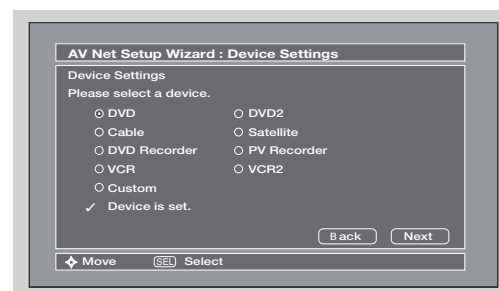 AV Net Setup Wizard : Device Settings
Device Settings
Please select a device.
DVD DVD2
Cable Satellite
DVD Recorder PV Recorder
VCR VCR2
Custom
✓ Device is set.
Back Next
Move SEL Select